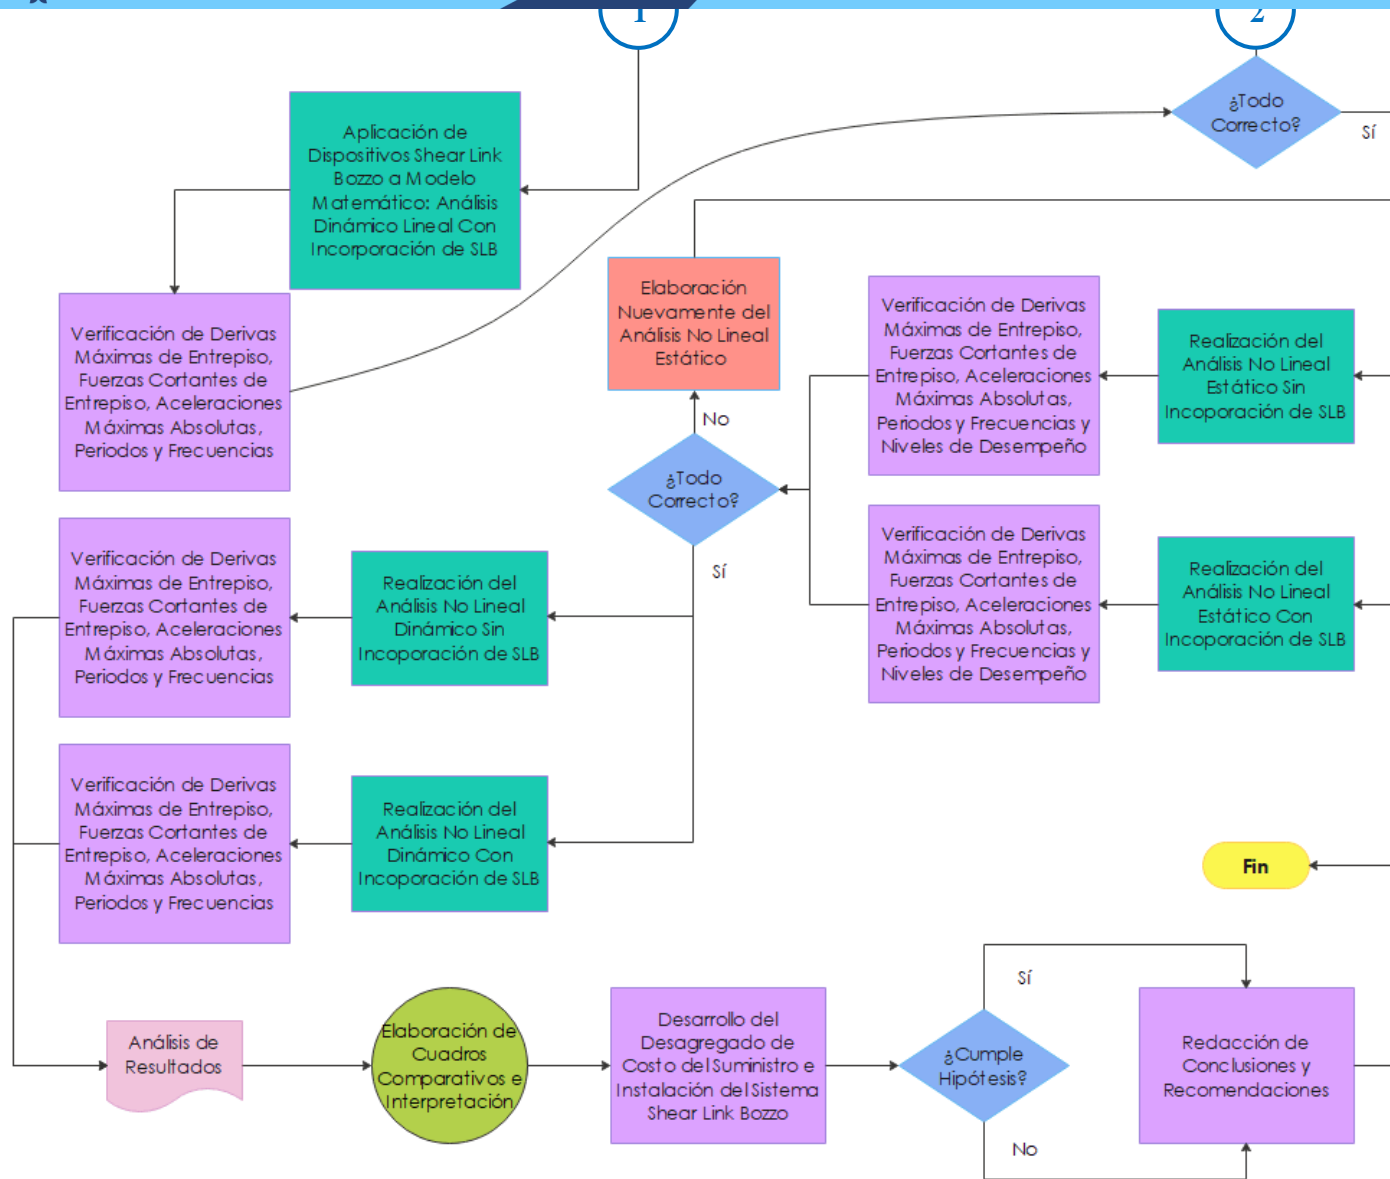 1
2
¿Todo
Correcto?
Sí
Aplicación de
Dispositivos Shear Link
Bozzo a Modelo
Matemático: Análisis
Dinámico Lineal Con
Incorporación de SLB
Verificación de Derivas
Máximas de Entrepiso,
Fuerzas Cortantes de
Entrepiso, Aceleraciones
Máximas Absolutas,
Periodos y Frecuencias
Elaboración
Nuevamente del
Análisis No Lineal
Estático
No
¿Todo
Correcto?
Sí
Verificación de Derivas
Máximas de Entrepiso,
Fuerzas Cortantes de
Entrepiso, Aceleraciones
Máximas Absolutas,
Periodos y Frecuencias y
Niveles de Desempeño
Realización del
Análisis No Lineal
Estático Sin
Incoporación de SLB
Verificación de Derivas
Máximas de Entrepiso,
Fuerzas Cortantes de
Entrepiso, Aceleraciones
Máximas Absolutas,
Periodos y Frecuencias y
Niveles de Desempeño
Realización del
Análisis No Lineal
Estático Con
Incoporación de SLB
Verificación de Derivas
Máximas de Entrepiso,
Fuerzas Cortantes de
Entrepiso, Aceleraciones
Máximas Absolutas,
Periodos y Frecuencias
Realización del
Análisis No Lineal
Dinámico Sin
Incoporación de SLB
Verificación de Derivas
Máximas de Entrepiso,
Fuerzas Cortantes de
Entrepiso, Aceleraciones
Máximas Absolutas,
Periodos y Frecuencias
Realización del
Análisis No Lineal
Dinámico Con
Incoporación de SLB
Fin
Análisis de
Resultados
Elaboración de
Cuadros
Comparativos e
Interpretación
Desarrollo del
Desagregado de
Costo del Suministro e
Instalación del Sistema
Shear Link Bozzo
¿Cumple
Hipótesis?
Sí
No
Redacción de
Conclusiones y
Recomendaciones